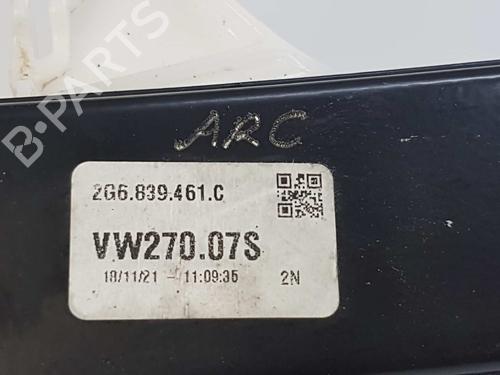 B-PARTS
ARC
2G6.839.461.C
VW270.07S
18/11/21 - 11:09:35
2N